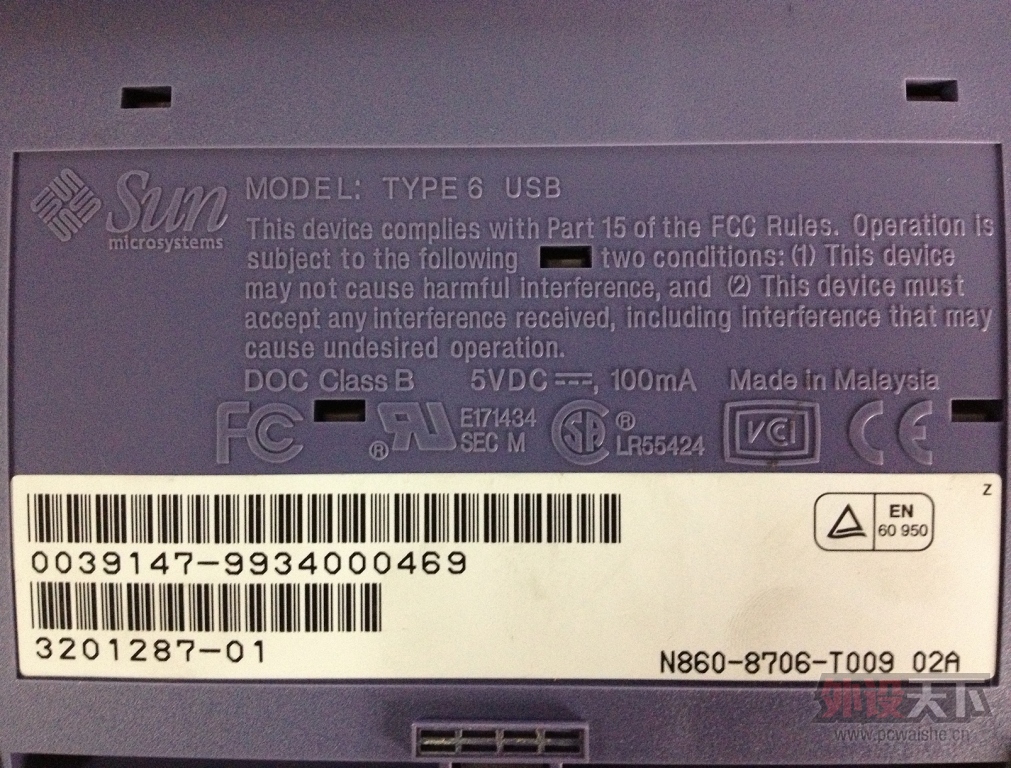 Sun
microsystems
MODEL: TYPE 6 USB
This device complies with Part 15 of the FCC Rules. Operation is
subject to the following two conditions: (1) This device
may not cause harmful interference, and (2) This device must
accept any interference received, including interference that may
cause undesired operation.
DOC Class B 5VDC ⎓, 100mA Made in Malaysia
FC ® UR E171434 SEC M SA ® LR55424 VCI CE
Z
EN
60 950
0039147-9934000469
3201287-01
N860-8706-T009 02A
外设天下
www.pcwaishe.cn